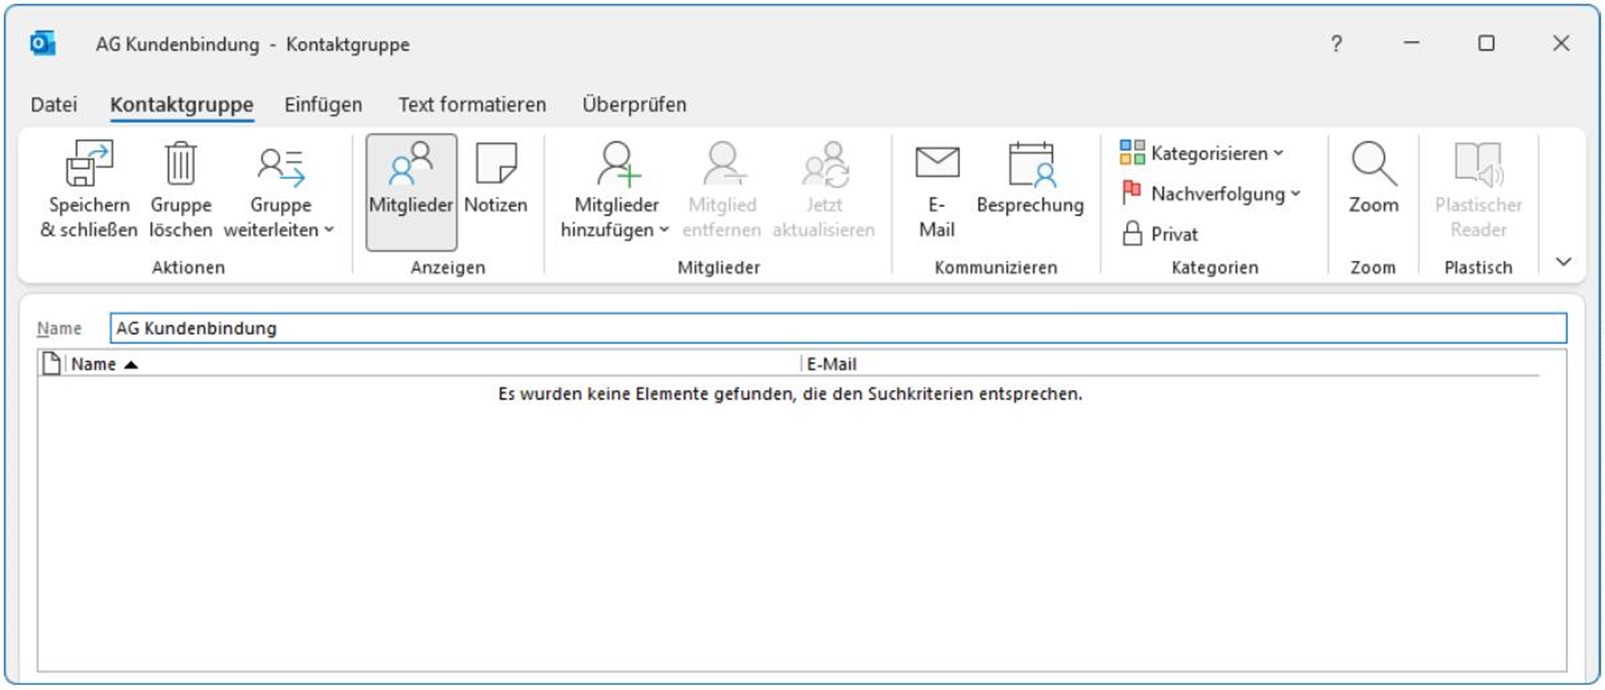 AG Kundenbindung - Kontaktgruppe
?
Datei Kontaktgruppe Einfügen Text formatieren Überprüfen
Speichern & schließen
Gruppe löschen
Gruppe weiterleiten
Aktionen
Mitglieder
Notizen
Anzeigen
Mitglieder hinzufügen
Mitglied entfernen
Jetzt aktualisieren
Mitglieder
E-Mail
Besprechung
Kommunizieren
Kategorisieren
Nachverfolgung
Privat
Kategorien
Zoom
Zoom
Plastischer Reader
Plastisch
Name AG Kundenbindung
Name E-Mail
Es wurden keine Elemente gefunden, die den Suchkriterien entsprechen.